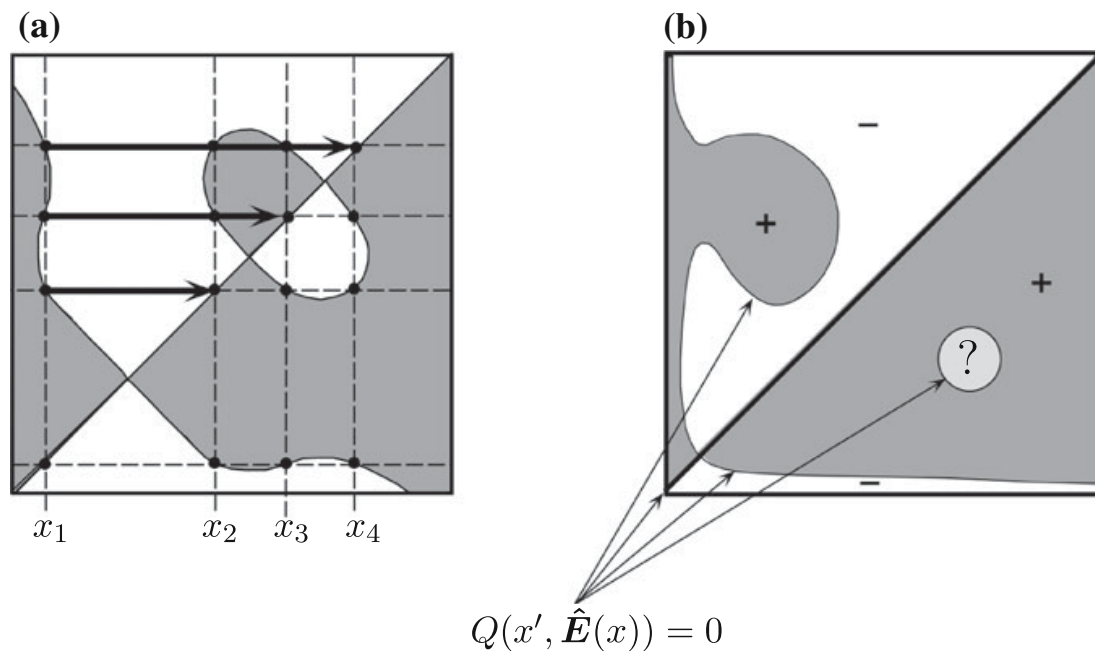 (a)
(b)
−
+
+
?
−
x₁ x₂ x₃ x₄
Q(x′, Ê(x)) = 0